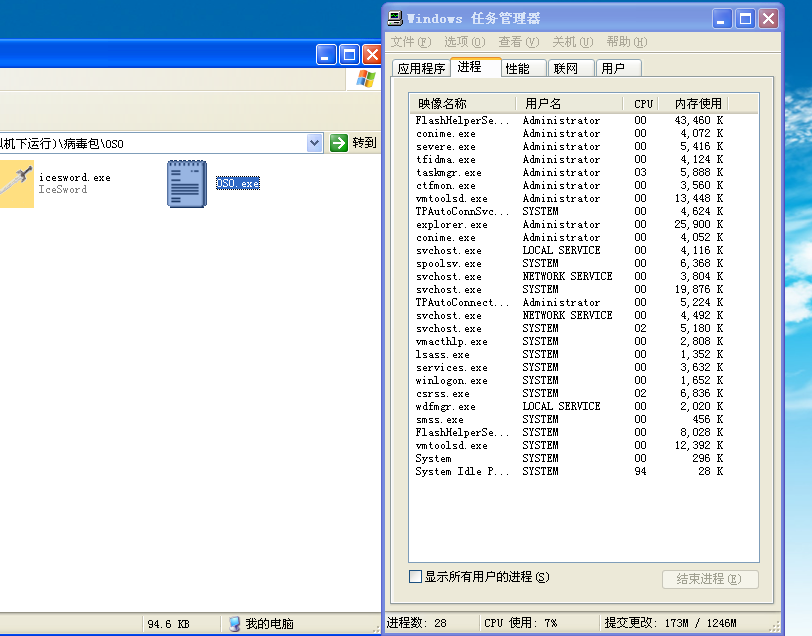 机下运行)\病毒包\OSO
转到
icesword.exe
IceSword
OSO.exe
94.6 KB
我的电脑
Windows 任务管理器
文件(F) 选项(O) 查看(V) 关机(U) 帮助(H)
应用程序 进程 性能 联网 用户
映像名称 用户名 CPU 内存使用
FlashHelperSe... Administrator 00 43,460 K
conime.exe Administrator 00 4,072 K
severe.exe Administrator 00 5,416 K
tfidma.exe Administrator 00 4,124 K
taskmgr.exe Administrator 03 5,888 K
ctfmon.exe Administrator 00 3,560 K
vmtoolsd.exe Administrator 00 13,448 K
TPAutoConnSvc... SYSTEM 00 4,624 K
explorer.exe Administrator 00 25,900 K
conime.exe Administrator 00 4,052 K
svchost.exe LOCAL SERVICE 00 4,116 K
spoolsv.exe SYSTEM 00 6,368 K
svchost.exe NETWORK SERVICE 00 3,804 K
svchost.exe SYSTEM 00 19,876 K
TPAutoConnect... Administrator 00 5,224 K
svchost.exe NETWORK SERVICE 00 4,492 K
svchost.exe SYSTEM 02 5,180 K
vmacthlp.exe SYSTEM 00 2,808 K
lsass.exe SYSTEM 00 1,352 K
services.exe SYSTEM 00 3,632 K
winlogon.exe SYSTEM 00 1,652 K
csrss.exe SYSTEM 02 6,836 K
wdfmgr.exe LOCAL SERVICE 00 2,020 K
smss.exe SYSTEM 00 456 K
FlashHelperSe... SYSTEM 00 8,028 K
vmtoolsd.exe SYSTEM 00 12,392 K
System SYSTEM 00 296 K
System Idle P... SYSTEM 94 28 K
显示所有用户的进程(S)
结束进程(E)
进程数: 28 CPU 使用: 7% 提交更改: 173M / 1246M